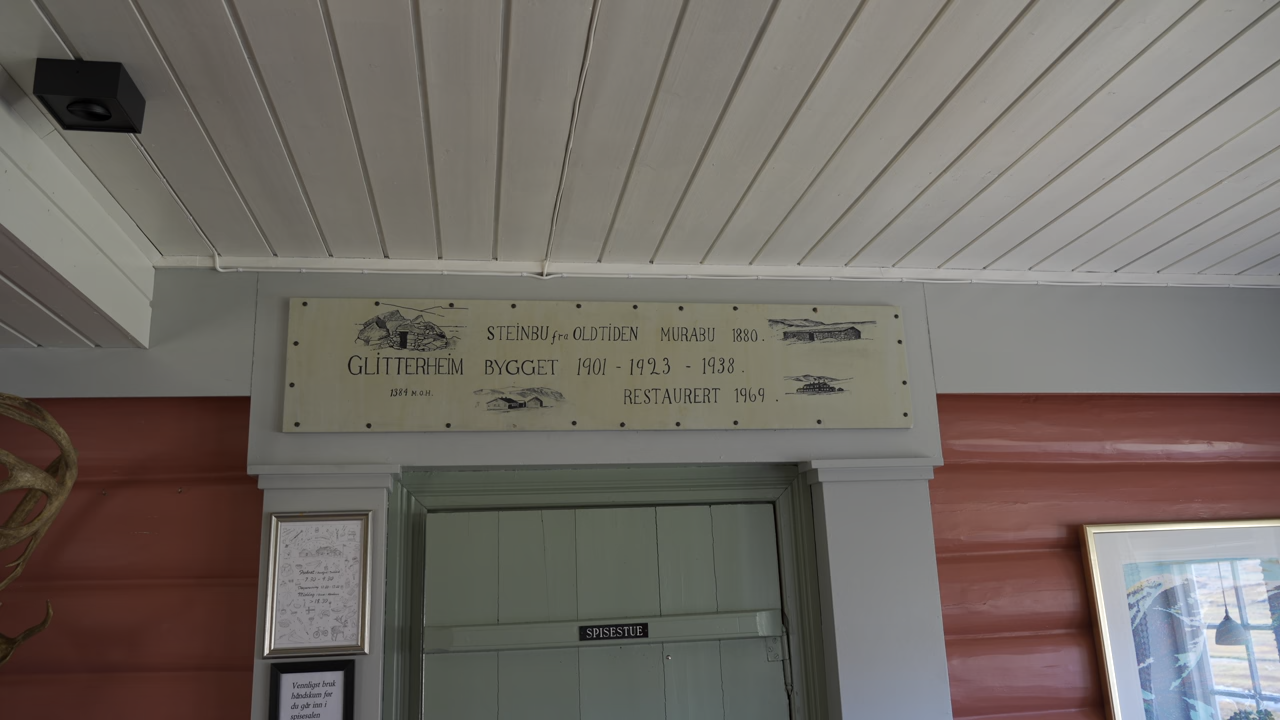 STEINBU fra OLDTIDEN MURABU 1880.
GLITTERHEIM BYGGET 1901 - 1923 - 1938.
1384 M.O.H.
RESTAURERT 1969.
SPISESTUE
Vennligst bruk
håndskum før
du går inn i
spisesalen